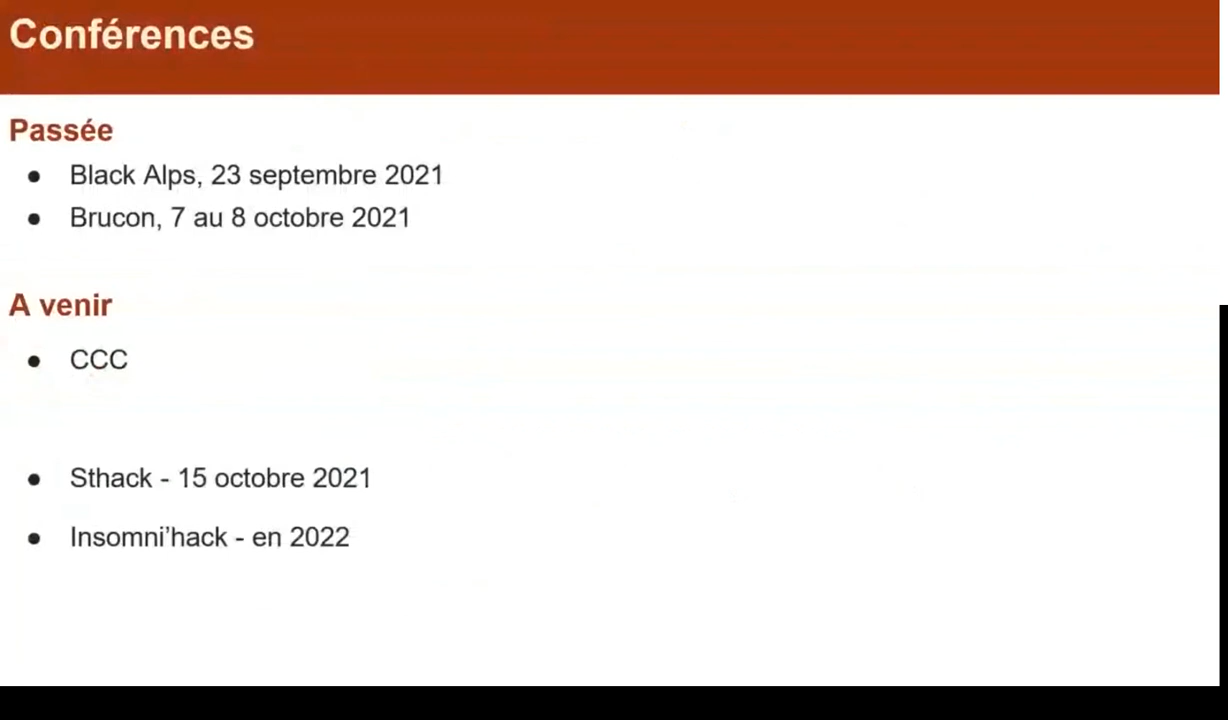 Conférences
Passée
● Black Alps, 23 septembre 2021
● Brucon, 7 au 8 octobre 2021
A venir
● CCC
● Sthack - 15 octobre 2021
● Insomni’hack - en 2022